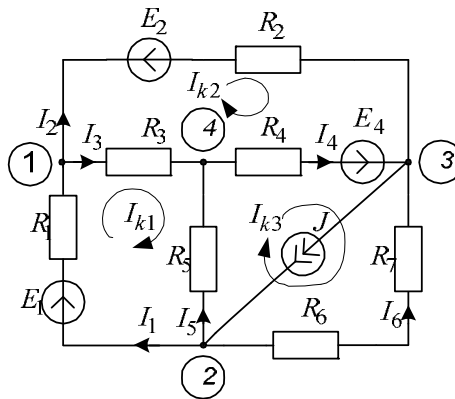 E2 R2
Ik2
I2 I3 R3 4 R4 I4 E4
1 3
R1 Ik1 R5 Ik3 J R7
E1 R6
I1 I5 I6
2